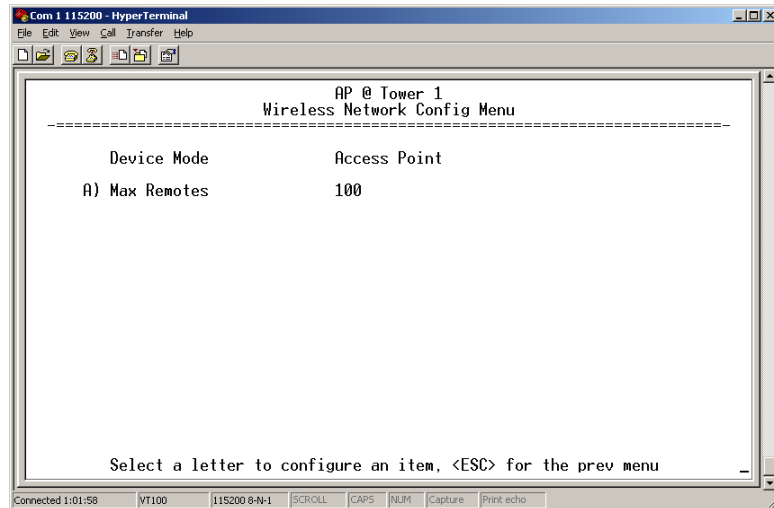 Com 1 115200 - HyperTerminal
File Edit View Call Transfer Help
AP @ Tower 1
Wireless Network Config Menu
-==========================================================================-
Device Mode Access Point
A) Max Remotes 100
Select a letter to configure an item, <ESC> for the prev menu _
Connected 1:01:58 VT100 115200 8-N-1 SCROLL CAPS NUM Capture Print echo